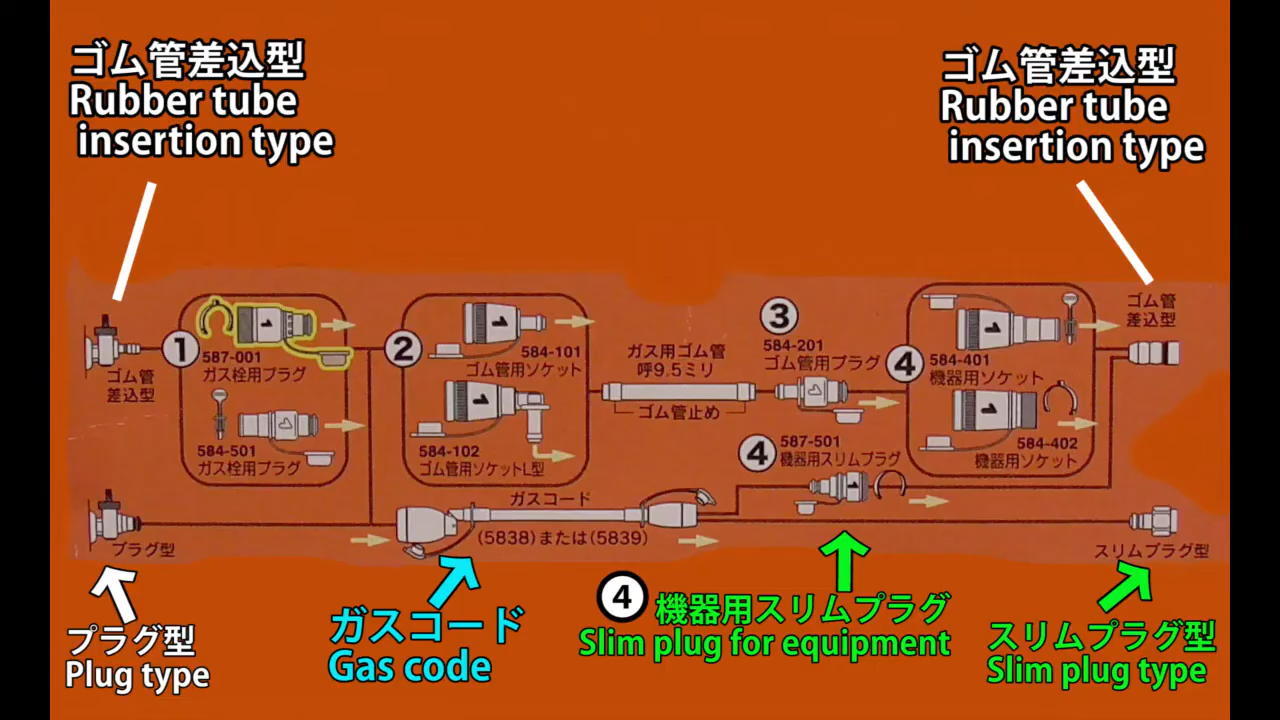 ゴム管差込型
Rubber tube
insertion type
ゴム管差込型
Rubber tube
insertion type
ゴム管
差込型
1
587-001
ガス栓用プラグ
584-501
ガス栓用プラグ
2
584-101
ゴム管用ソケット
584-102
ゴム管用ソケットL型
ガス用ゴム管
呼9.5ミリ
ゴム管止め
3
584-201
ゴム管用プラグ
4
584-401
機器用ソケット
584-402
機器用ソケット
ゴム管
差込型
4
587-501
機器用スリムプラグ
プラグ型
ガスコード
(5838)または(5839)
スリムプラグ型
プラグ型
Plug type
ガスコード
Gas code
4 機器用スリムプラグ
Slim plug for equipment
スリムプラグ型
Slim plug type